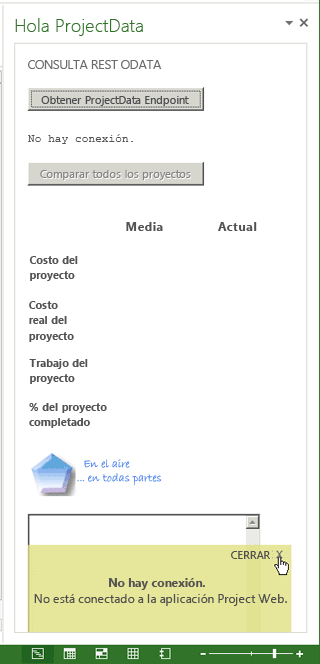 Hola ProjectData
CONSULTA REST ODATA
Obtener ProjectData Endpoint
No hay conexión.
Comparar todos los proyectos
Media Actual
Costo del
proyecto
Costo
real del
proyecto
Trabajo del
proyecto
% del proyecto
completado
En el aire
... en todas partes
CERRAR X
No hay conexión.
No está conectado a la aplicación Project Web.